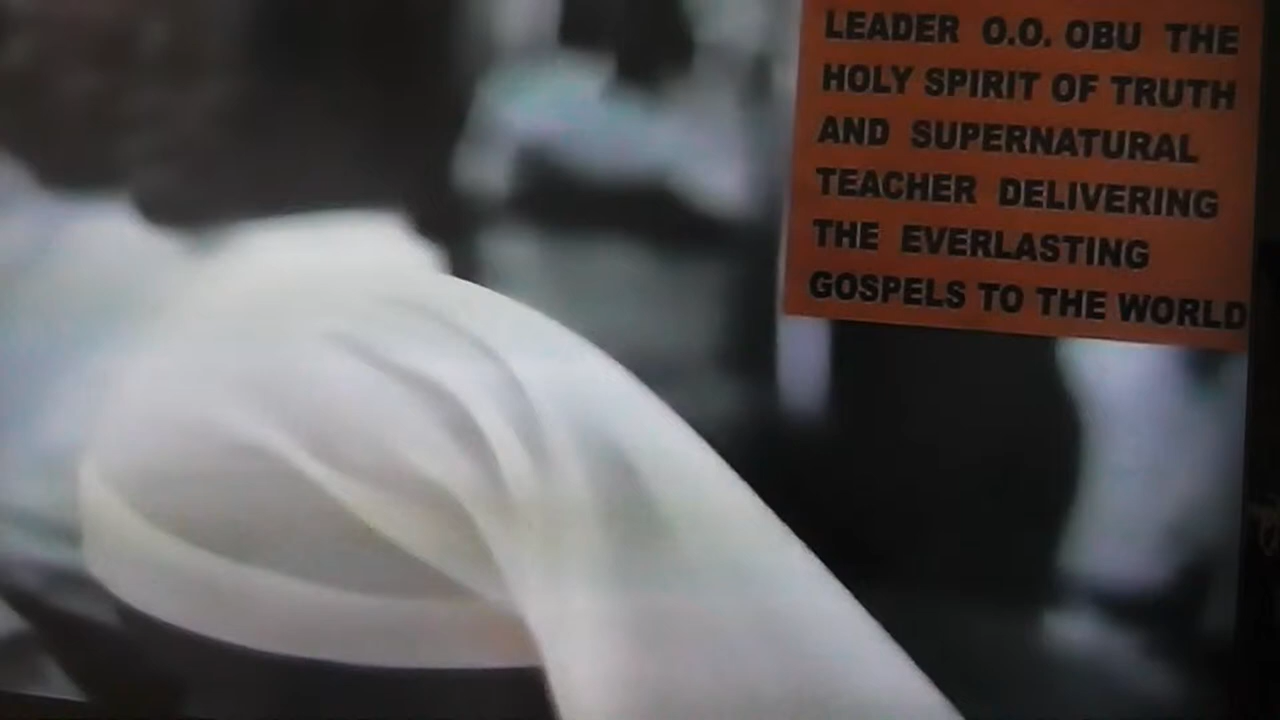 LEADER O.O. OBU THE
HOLY SPIRIT OF TRUTH
AND SUPERNATURAL
TEACHER DELIVERING
THE EVERLASTING
GOSPELS TO THE WORLD